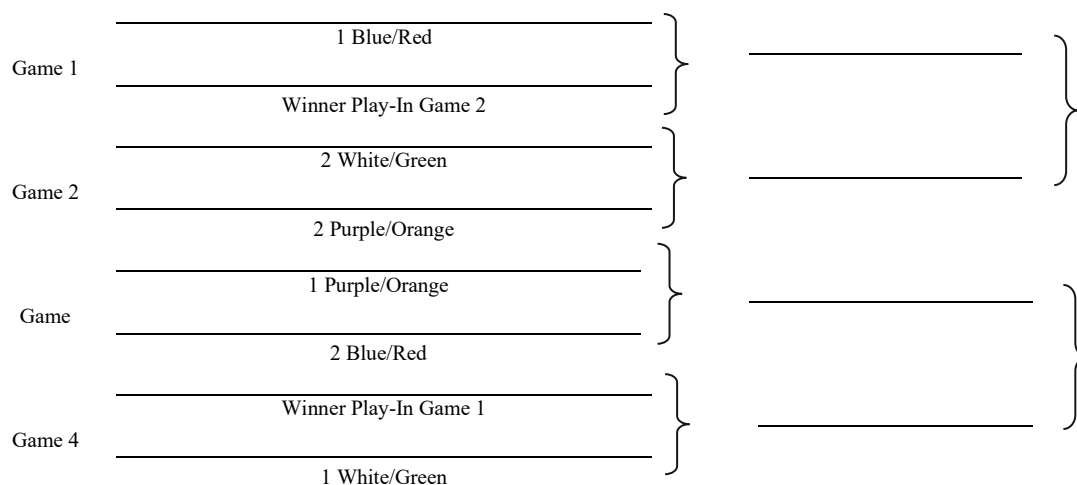 1 Blue/Red
Game 1
Winner Play-In Game 2
2 White/Green
Game 2
2 Purple/Orange
1 Purple/Orange
Game
2 Blue/Red
Winner Play-In Game 1
Game 4
1 White/Green